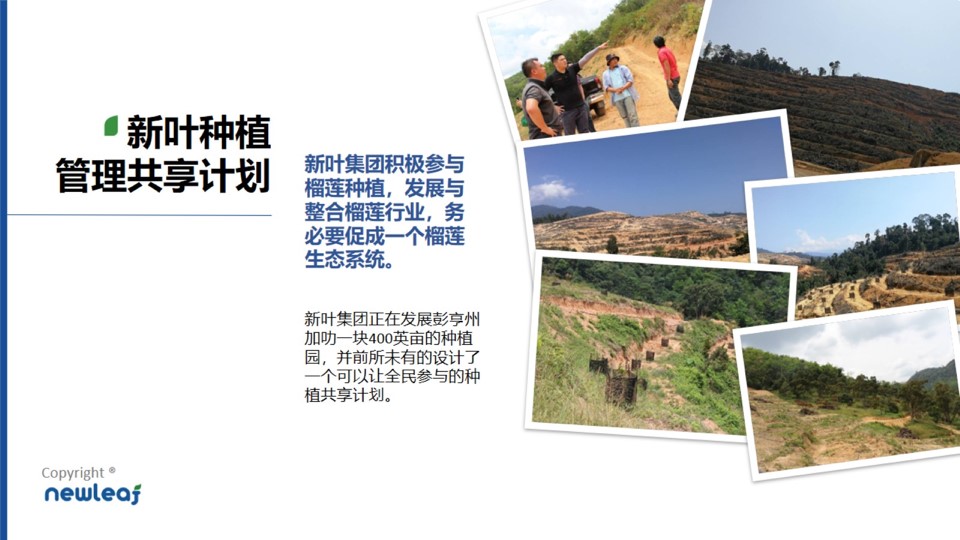 新叶种植
管理共享计划
新叶集团积极参与
榴莲种植，发展与
整合榴莲行业，务
必要促成一个榴莲
生态系统。
新叶集团正在发展彭亨州
加叻一块400英亩的种植
园，并前所未有的设计了
一个可以让全民参与的种
植共享计划。
Copyright ®
newleaf